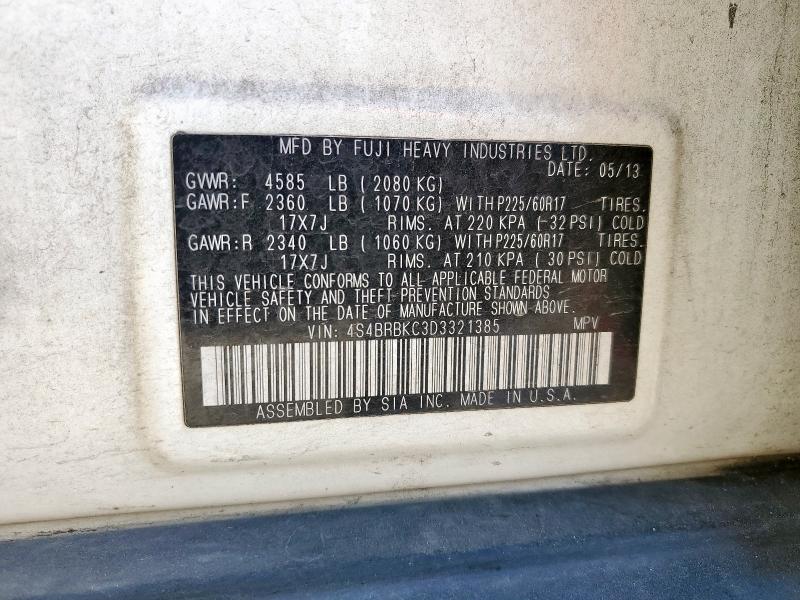 MFD BY FUJI HEAVY INDUSTRIES LTD.
DATE: 05/13
GVWR: 4585 LB (2080 KG)
GAWR:F 2360 LB (1070 KG) WITH P225/60R17 TIRES.
17X7J RIMS. AT 220 KPA (-32 PSI) COLD
GAWR:R 2340 LB (1060 KG) WITH P225/60R17 TIRES.
17X7J RIMS. AT 210 KPA ( 30 PSI) COLD
THIS VEHICLE CONFORMS TO ALL APPLICABLE FEDERAL MOTOR
VEHICLE SAFETY AND THEFT PREVENTION STANDARDS
IN EFFECT ON THE DATE OF MANUFACTURE SHOWN ABOVE.
VIN: 4S4BRBKC3D3321385 MPV
ASSEMBLED BY SIA INC. MADE IN U.S.A.